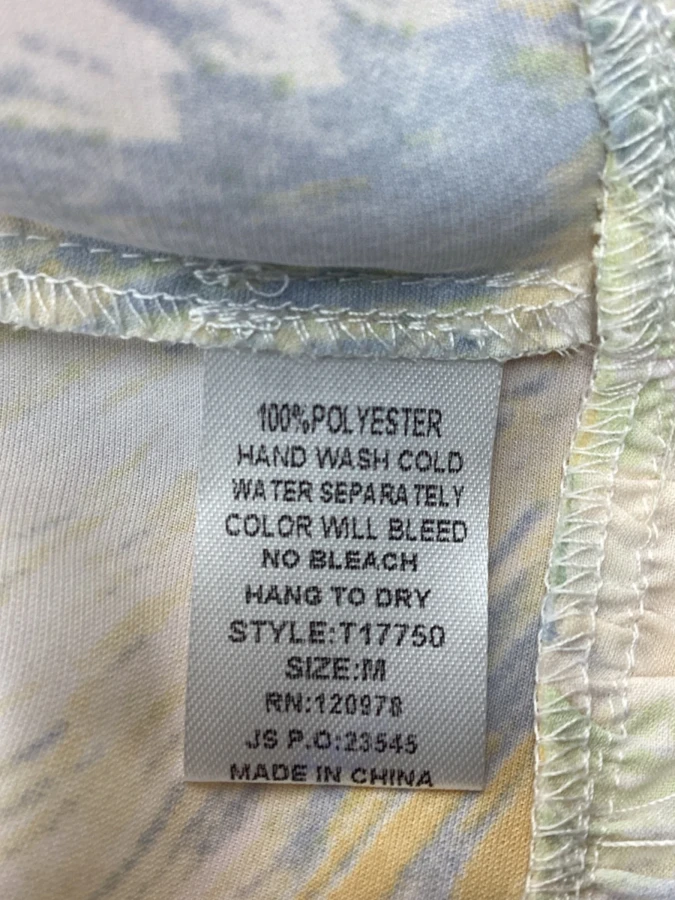 100%POLYESTER
HAND WASH COLD
WATER SEPARATELY
COLOR WILL BLEED
NO BLEACH
HANG TO DRY
STYLE:T17750
SIZE:M
RN:120978
JS P.O:23545
MADE IN CHINA